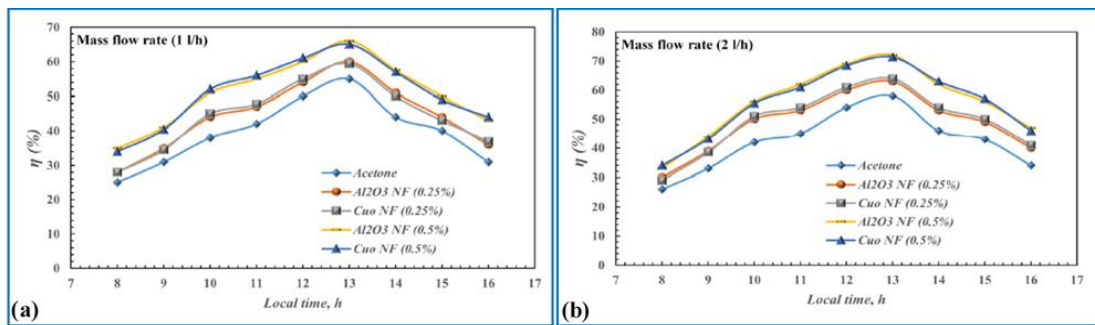 Mass flow rate (1 l/h)
70
60
50
40
30
20
10
0
η (%)
7 8 9 10 11 12 13 14 15 16 17
Local time, h
Acetone
Al2O3 NF (0.25%)
Cuo NF (0.25%)
Al2O3 NF (0.5%)
Cuo NF (0.5%)
(a)
Mass flow rate (2 l/h)
80
70
60
50
40
30
20
10
0
η (%)
7 8 9 10 11 12 13 14 15 16 17
Local time, h
Acetone
Al2O3 NF (0.25%)
Cuo NF (0.25%)
Al2O3 NF (0.5%)
Cuo NF (0.5%)
(b)